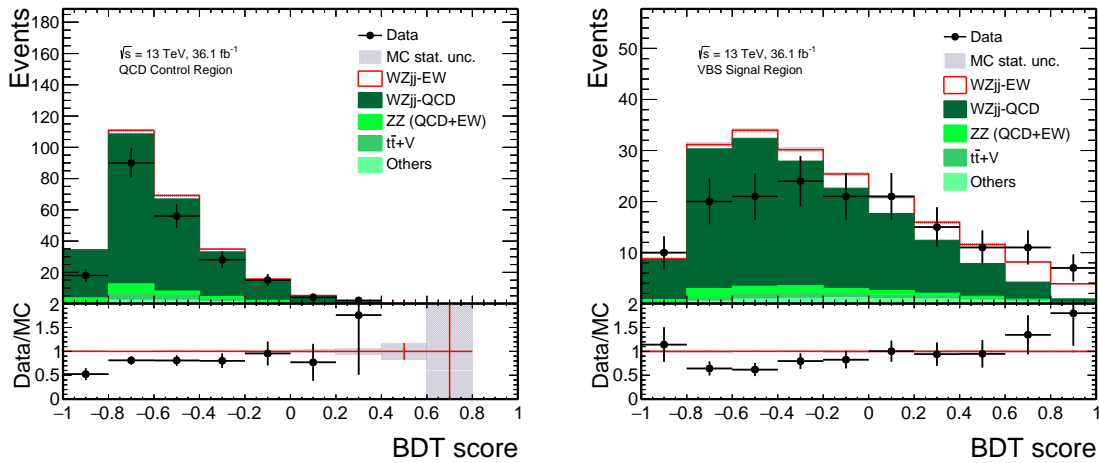 Events
180
160
140
120
100
80
60
40
20
√s = 13 TeV, 36.1 fb⁻¹
QCD Control Region
Data
MC stat. unc.
WZjj-EW
WZjj-QCD
ZZ (QCD+EW)
tt̄+V
Others
Data/MC
2
1.5
1
0.5
0
−1 −0.8 −0.6 −0.4 −0.2 0 0.2 0.4 0.6 0.8 1
BDT score
Events
50
40
30
20
10
√s = 13 TeV, 36.1 fb⁻¹
VBS Signal Region
Data
MC stat. unc.
WZjj-EW
WZjj-QCD
ZZ (QCD+EW)
tt̄+V
Others
Data/MC
2
1.5
1
0.5
0
−1 −0.8 −0.6 −0.4 −0.2 0 0.2 0.4 0.6 0.8 1
BDT score